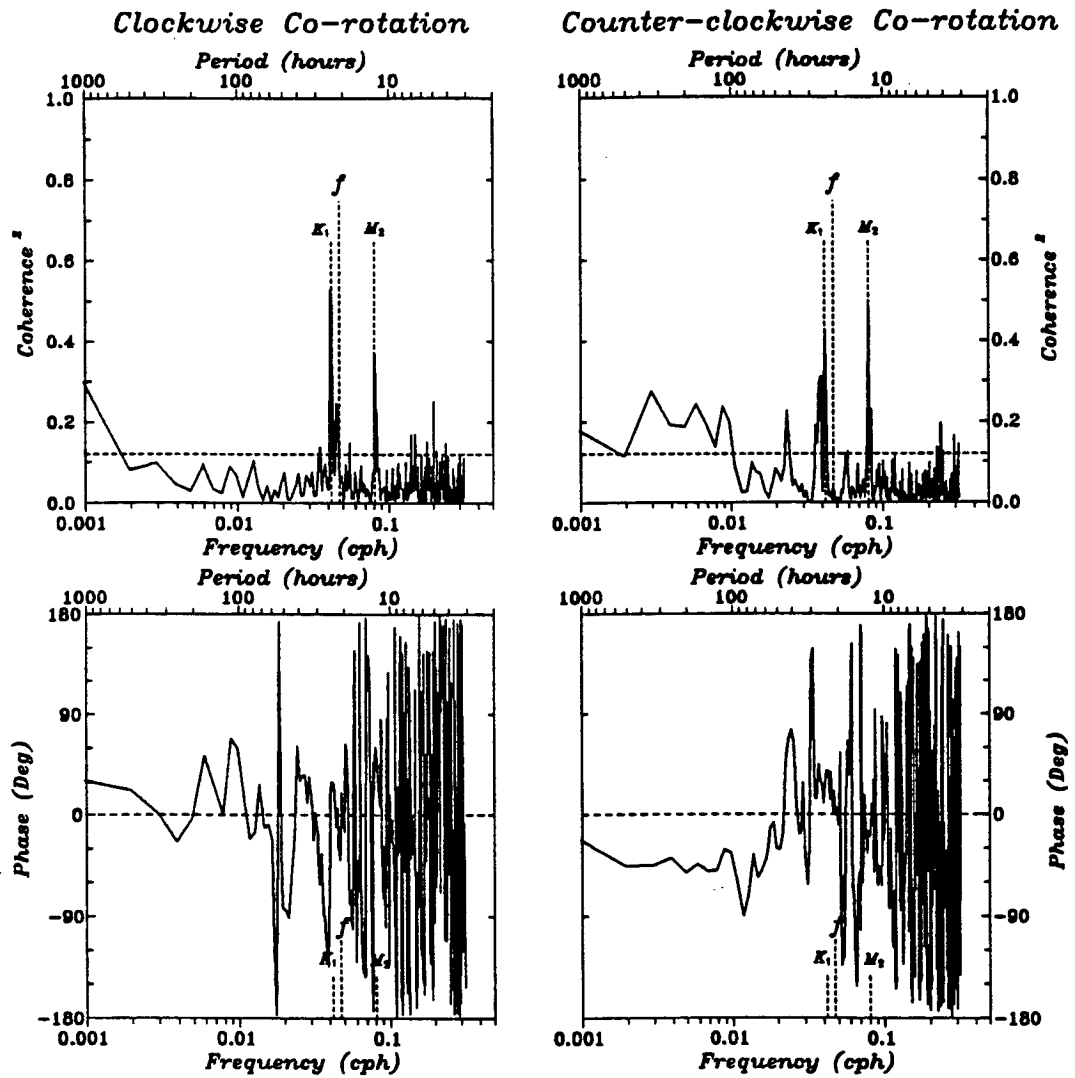 Clockwise Co-rotation
Counter-clockwise Co-rotation
Period (hours)
1000 100 10
1.0
0.8
0.6
0.4
0.2
0.0
Coherence²
f
K₁
M₂
0.001 0.01 0.1
Frequency (cph)
Period (hours)
1000 100 10
1.0
0.8
0.6
0.4
0.2
0.0
Coherence²
f
K₁
M₂
0.001 0.01 0.1
Frequency (cph)
Period (hours)
1000 100 10
180
90
0
-90
-180
Phase (Deg)
f
K₁
M₂
0.001 0.01 0.1
Frequency (cph)
Period (hours)
1000 100 10
180
90
0
-90
-180
Phase (Deg)
f
K₁
M₂
0.001 0.01 0.1
Frequency (cph)